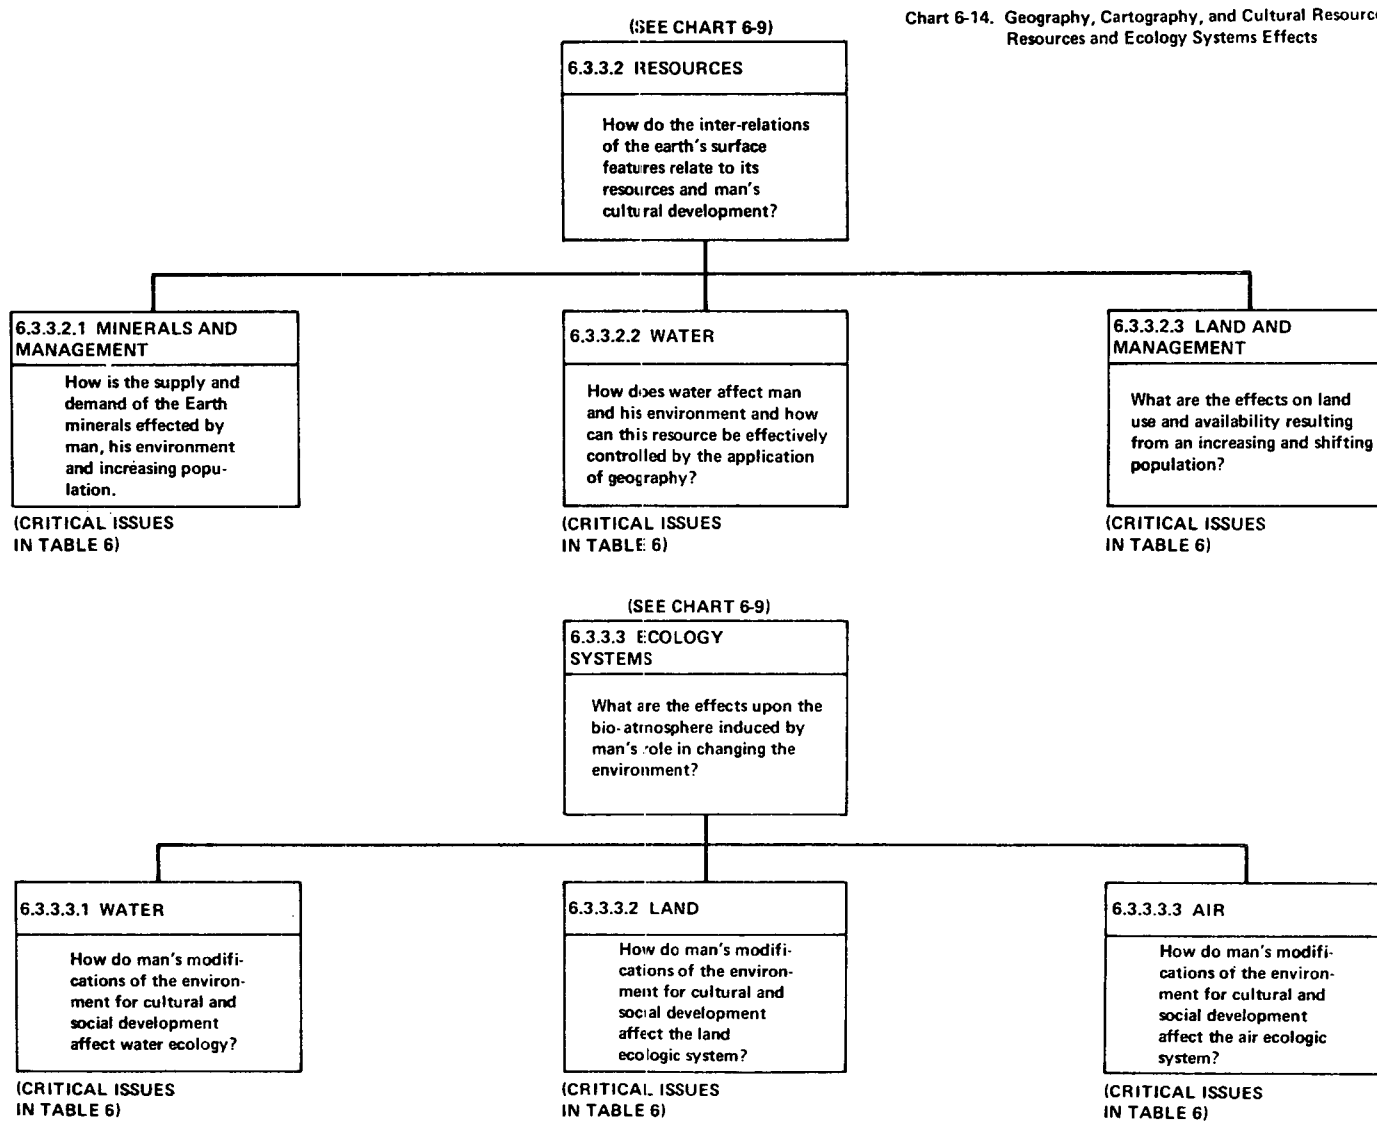 Chart 6-14. Geography, Cartography, and Cultural Resourc
Resources and Ecology Systems Effects
(SEE CHART 6-9)
6.3.3.2 RESOURCES
How do the inter-relations
of the earth's surface
features relate to its
resources and man's
cultural development?
6.3.3.2.1 MINERALS AND
MANAGEMENT
How is the supply and
demand of the Earth
minerals effected by
man, his environment
and increasing popu-
lation.
(CRITICAL ISSUES
IN TABLE 6)
6.3.3.2.2 WATER
How does water affect man
and his environment and how
can this resource be effectively
controlled by the application
of geography?
(CRITICAL ISSUES
IN TABLE 6)
6.3.3.2.3 LAND AND
MANAGEMENT
What are the effects on land
use and availability resulting
from an increasing and shifting
population?
(CRITICAL ISSUES
IN TABLE 6)
(SEE CHART 6-9)
6.3.3.3 ECOLOGY
SYSTEMS
What are the effects upon the
bio-atmosphere induced by
man's role in changing the
environment?
6.3.3.3.1 WATER
How do man's modifi-
cations of the environ-
ment for cultural and
social development
affect water ecology?
(CRITICAL ISSUES
IN TABLE 6)
6.3.3.3.2 LAND
How do man's modifi-
cations of the environ-
ment for cultural and
social development
affect the land
ecologic system?
(CRITICAL ISSUES
IN TABLE 6)
6.3.3.3.3 AIR
How do man's modifi-
cations of the environ-
ment for cultural and
social development
affect the air ecologic
system?
(CRITICAL ISSUES
IN TABLE 6)